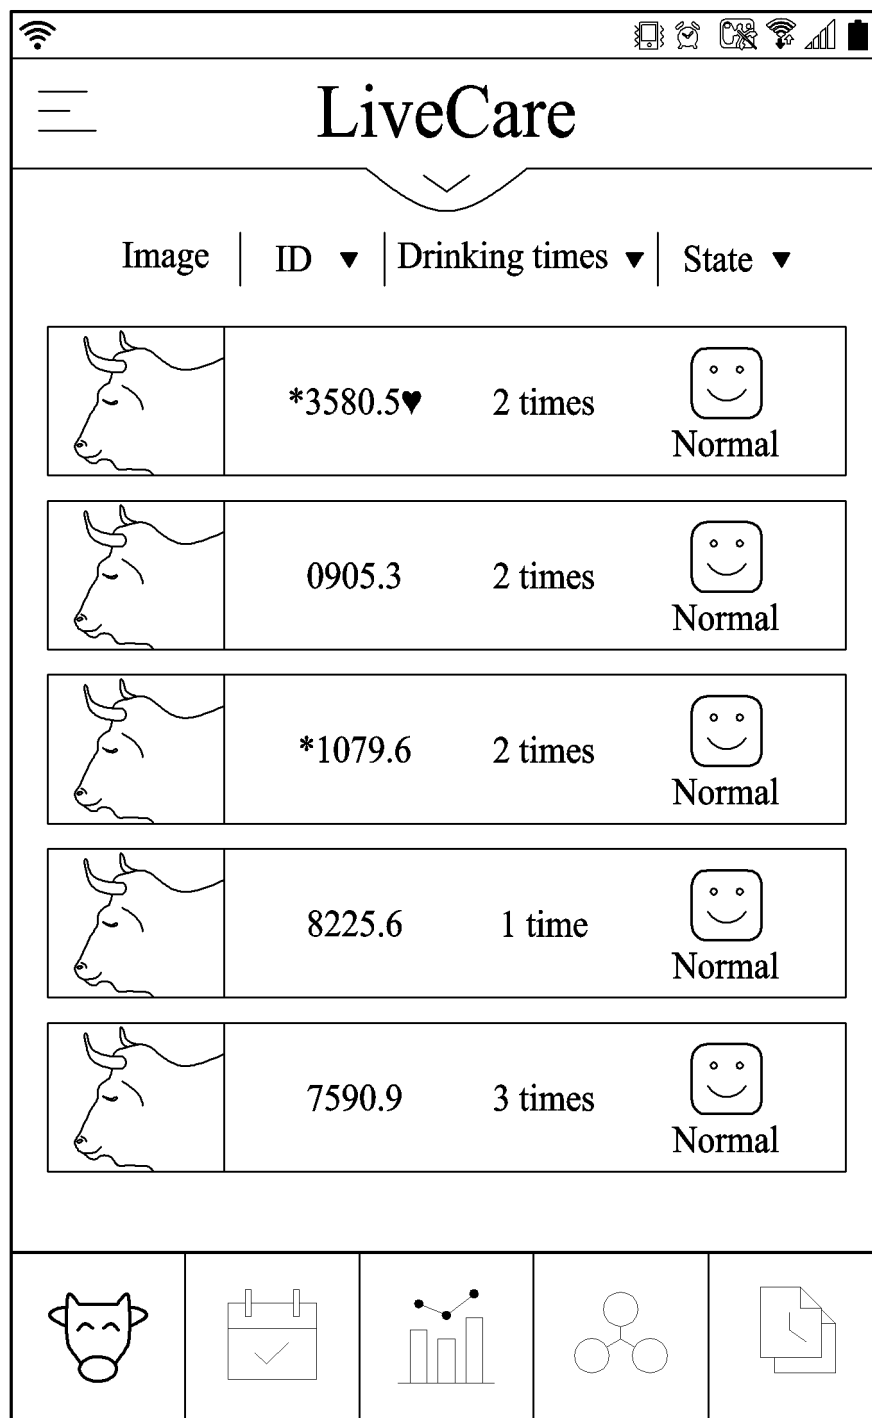 LiveCare
Image ID ▼ Drinking times ▼ State ▼
*3580.5♥ 2 times
Normal
0905.3 2 times
Normal
*1079.6 2 times
Normal
8225.6 1 time
Normal
7590.9 3 times
Normal